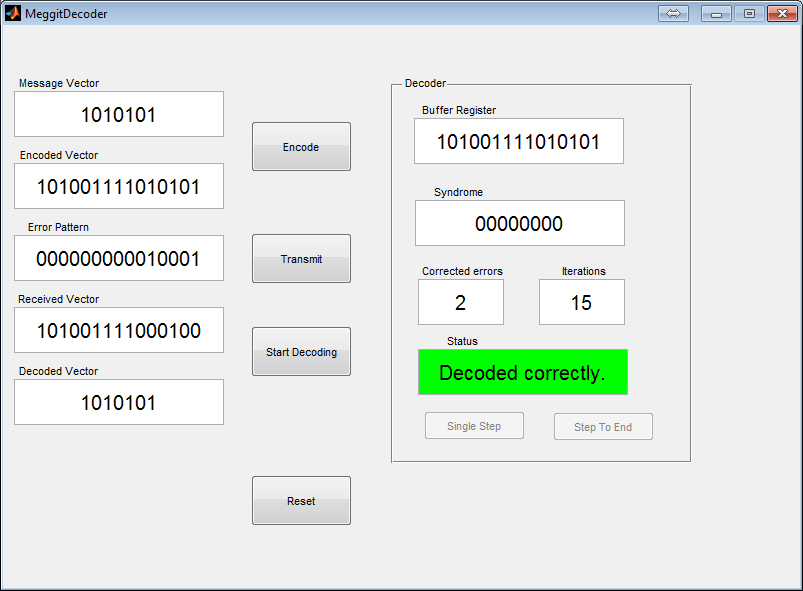 MeggitDecoder
Message Vector
1010101
Encoded Vector
101001111010101
Error Pattern
000000000010001
Received Vector
101001111000100
Decoded Vector
1010101
Encode
Transmit
Start Decoding
Reset
Decoder
Buffer Register
101001111010101
Syndrome
00000000
Corrected errors
2
Iterations
15
Status
Decoded correctly.
Single Step
Step To End